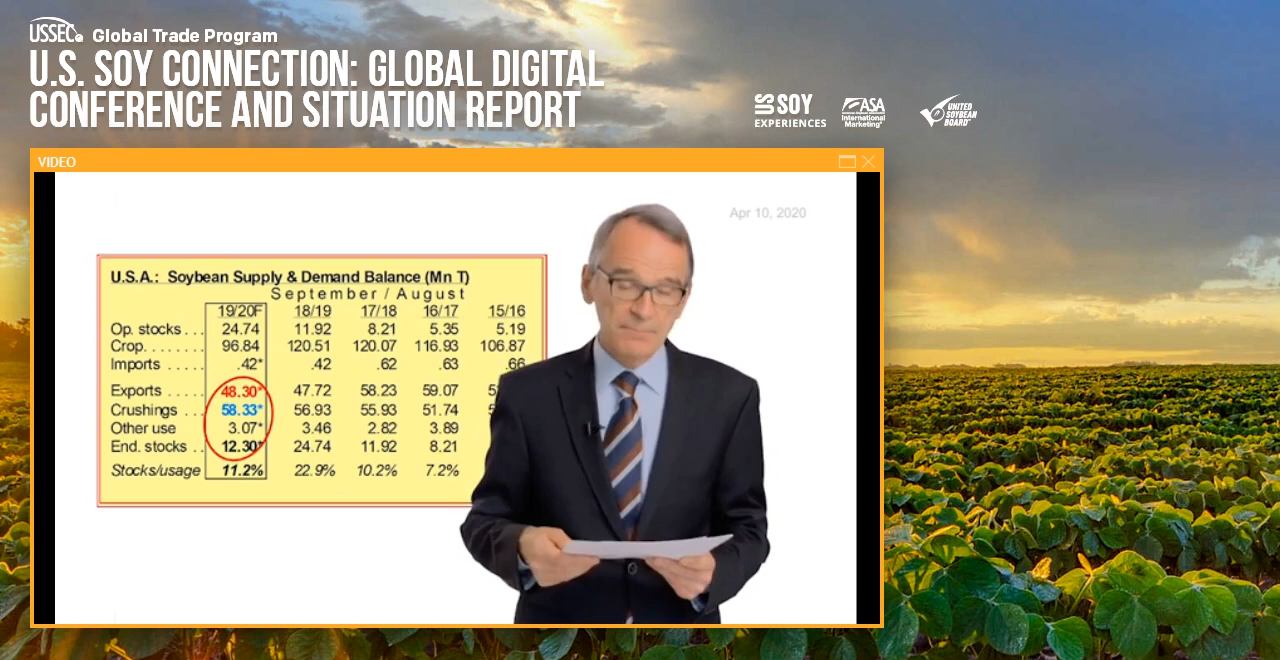 USSEC Global Trade Program
U.S. SOY CONNECTION: GLOBAL DIGITAL
CONFERENCE AND SITUATION REPORT
US SOY
EXPERIENCES
ASA
International
Marketing
UNITED
SOYBEAN
BOARD
VIDEO
Apr 10, 2020
U.S.A.: Soybean Supply & Demand Balance (Mn T)
September / August
19/20F 18/19 17/18 16/17 15/16
Op. stocks . . . 24.74 11.92 8.21 5.35 5.19
Crop. . . . . . . . 96.84 120.51 120.07 116.93 106.87
Imports . . . . . .42* .42 .62 .63 .66
Exports . . . . . 48.30* 47.72 58.23 59.07
Crushings . . . 58.33* 56.93 55.93 51.74
Other use 3.07* 3.46 2.82 3.89
End. stocks . . 12.30* 24.74 11.92 8.21
Stocks/usage 11.2% 22.9% 10.2% 7.2%